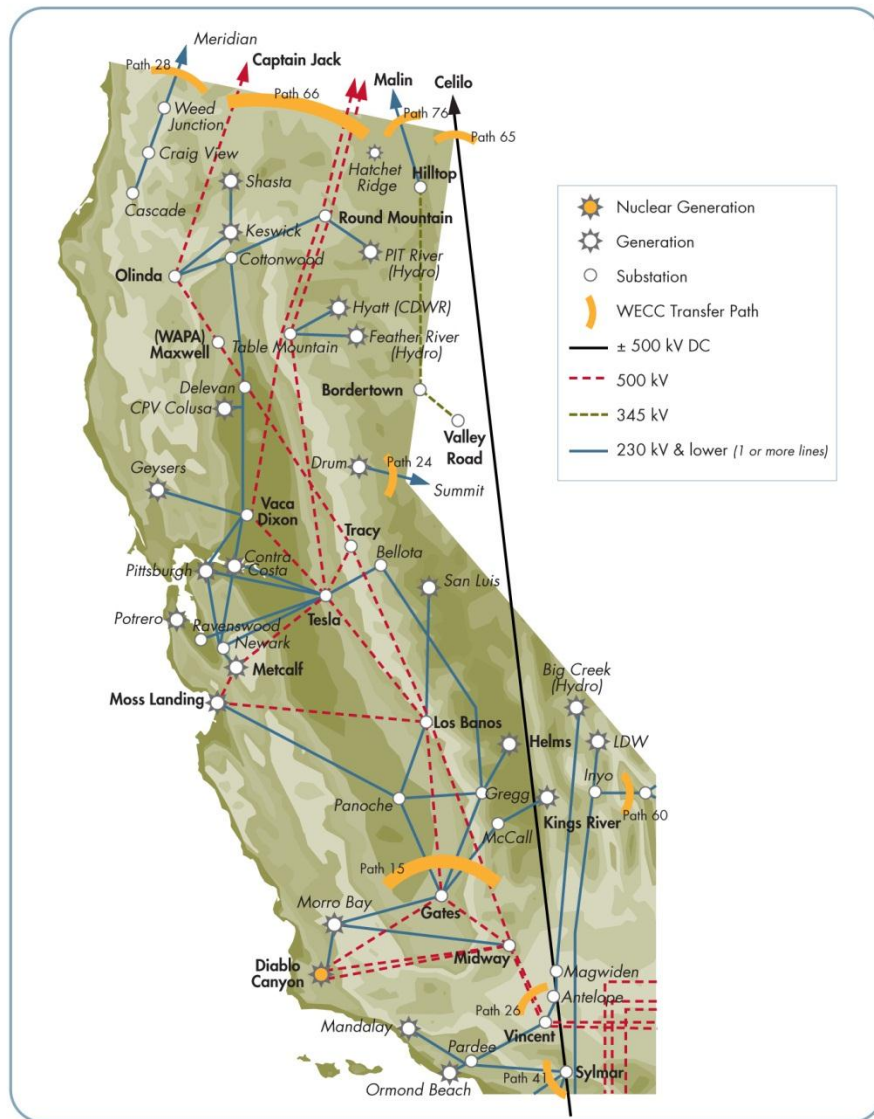 Meridian
Captain Jack
Path 28
Malin
Celilo
Path 66
Path 76
Path 65
Weed
Junction
Craig View
Shasta
Hatchet
Ridge
Hilltop
Cascade
Keswick
Round Mountain
Cottonwood
PIT River
(Hydro)
Olinda
Hyatt (CDWR)
(WAPA)
Maxwell
Table Mountain
Feather River
(Hydro)
Delevan
Bordertown
CPV Colusa
Valley
Road
Geysers
Drum
Path 24
Summit
Vaca
Dixon
Tracy
Bellota
Contra
Costa
Pittsburgh
San Luis
Potrero
Ravenswood
Tesla
Newark
Metcalf
Big Creek
(Hydro)
Moss Landing
Los Banos
Helms
LDW
Inyo
Panoche
Gregg
Kings River
Path 60
McCall
Path 15
Gates
Morro Bay
Midway
Diablo
Canyon
Magwiden
Antelope
Path 26
Vincent
Mandalay
Pardee
Path 41
Sylmar
Ormond Beach
Nuclear Generation
Generation
Substation
WECC Transfer Path
± 500 kV DC
500 kV
345 kV
230 kV & lower (1 or more lines)